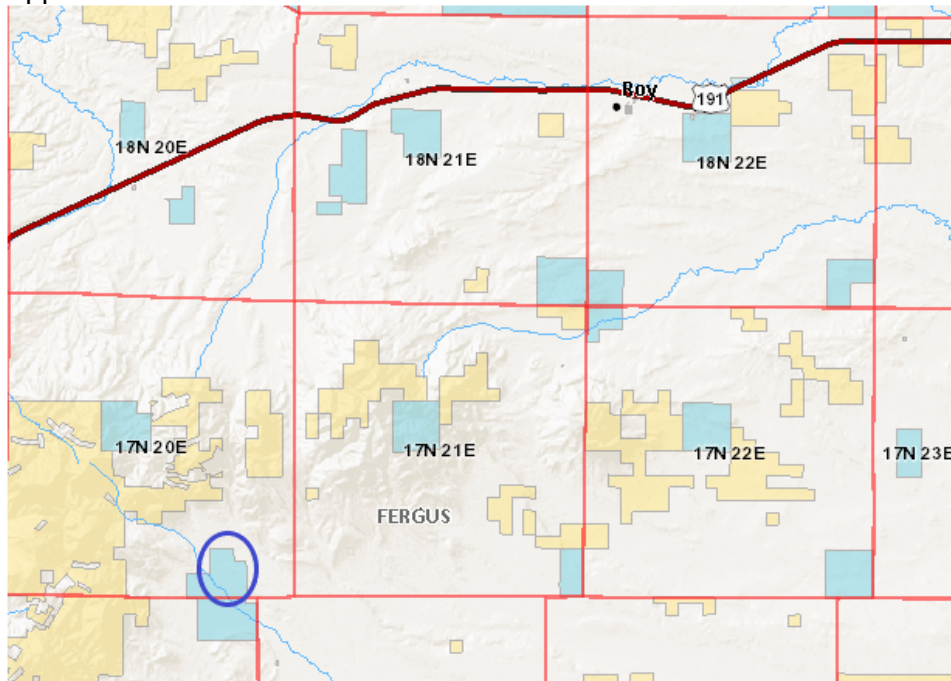 Roy
191
18N 20E
18N 21E
18N 22E
17N 20E
17N 21E
17N 22E
17N 23E
FERGUS